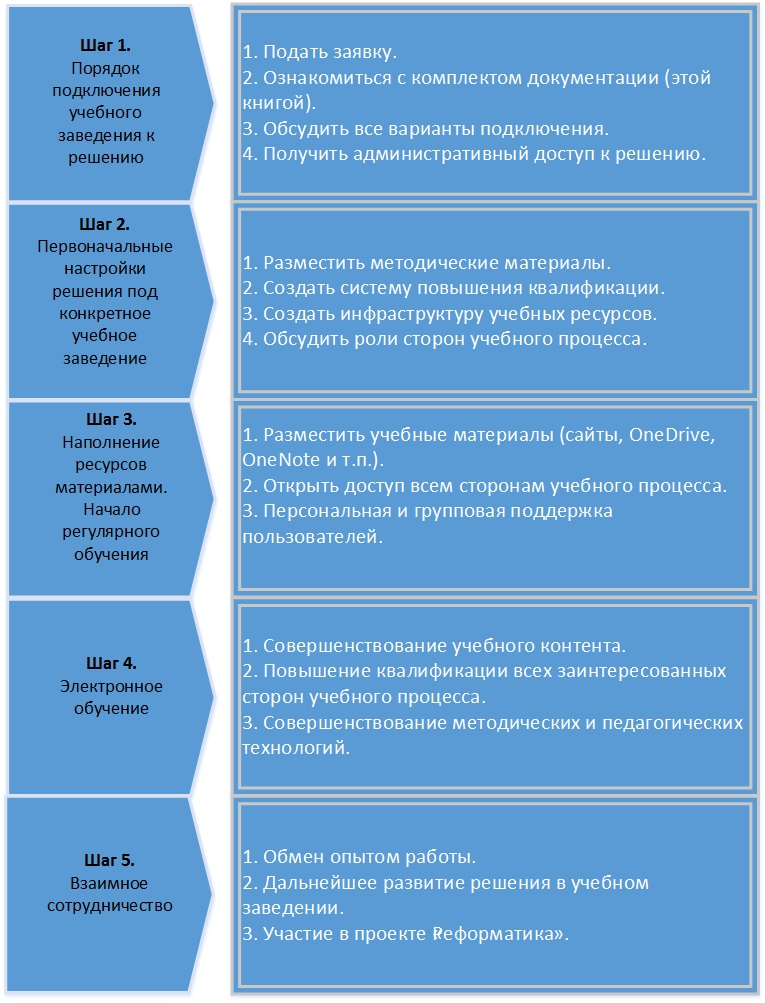 Шаг 1.
Порядок
подключения
учебного
заведения к
решению
1. Подать заявку.
2. Ознакомиться с комплектом документации (этой
книгой).
3. Обсудить все варианты подключения.
4. Получить административный доступ к решению.
Шаг 2.
Первоначальные
настройки
решения под
конкретное
учебное
заведение
1. Разместить методические материалы.
2. Создать систему повышения квалификации.
3. Создать инфраструктуру учебных ресурсов.
4. Обсудить роли сторон учебного процесса.
Шаг 3.
Наполнение
ресурсов
материалами.
Начало
регулярного
обучения
1. Разместить учебные материалы (сайты, OneDrive,
OneNote и т.п.).
2. Открыть доступ всем сторонам учебного процесса.
3. Персональная и групповая поддержка
пользователей.
Шаг 4.
Электронное
обучение
1. Совершенствование учебного контента.
2. Повышение квалификации всех заинтересованных
сторон учебного процесса.
3. Совершенствование методических и педагогических
технологий.
Шаг 5.
Взаимное
сотрудничество
1. Обмен опытом работы.
2. Дальнейшее развитие решения в учебном
заведении.
3. Участие в проекте «Реформатика».